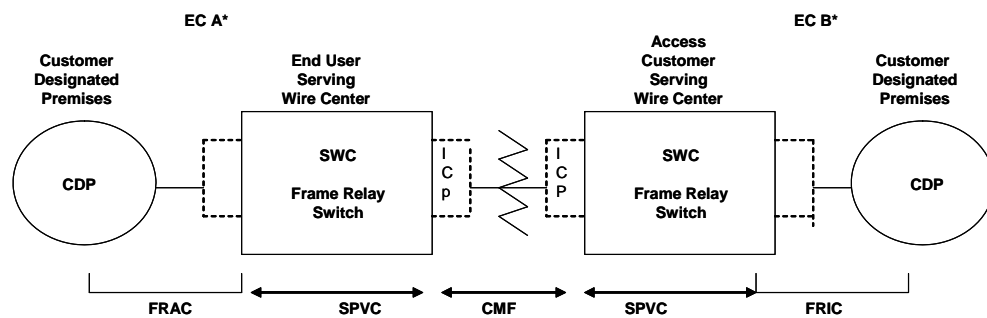 EC A*
EC B*
Customer
Designated
Premises
End User
Serving
Wire Center
Access
Customer
Serving
Wire Center
Customer
Designated
Premises
CDP
SWC
Frame Relay
Switch
I
C
p
I
C
P
SWC
Frame Relay
Switch
CDP
FRAC
SPVC
CMF
SPVC
FRIC